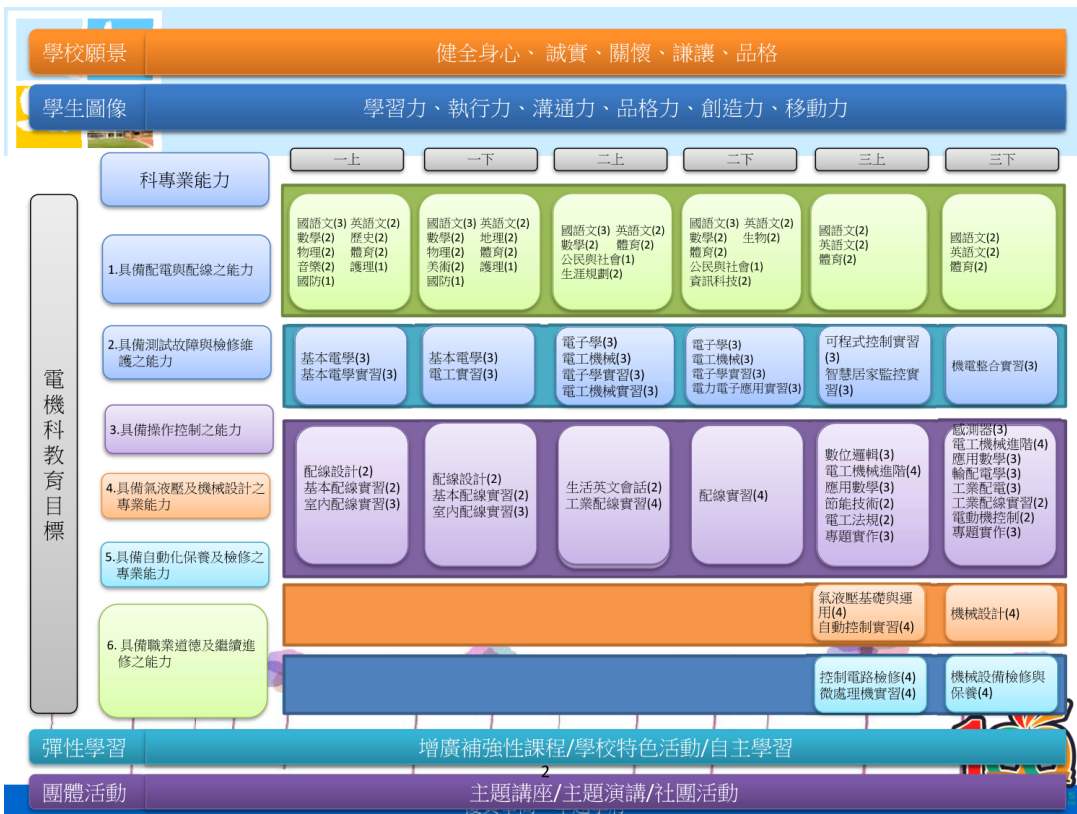 學校願景
健全身心、 誠實、關懷、謙讓、品格
學生圖像
學習力、執行力、溝通力、品格力、創造力、移動力
一上
一下
二上
二下
三上
三下
電機科教育目標
科專業能力
1.具備配電與配線之能力
2.具備測試故障與檢修維
護之能力
3.具備操作控制之能力
4.具備氣液壓及機械設計之
專業能力
5.具備自動化保養及檢修之
專業能力
6. 具備職業道德及繼續進
修之能力
國語文(3) 英語文(2)
數學(2) 歷史(2)
物理(2) 體育(2)
音樂(2) 護理(1)
國防(1)
國語文(3) 英語文(2)
數學(2) 地理(2)
物理(2) 體育(2)
美術(2) 護理(1)
國防(1)
國語文(3) 英語文(2)
數學(2) 體育(2)
公民與社會(1)
生涯規劃(2)
國語文(3) 英語文(2)
數學(2) 生物(2)
體育(2)
公民與社會(1)
資訊科技(2)
國語文(2)
英語文(2)
體育(2)
國語文(2)
英語文(2)
體育(2)
基本電學(3)
基本電學實習(3)
基本電學(3)
電工實習(3)
電子學(3)
電工機械(3)
電子學實習(3)
電工機械實習(3)
電子學(3)
電工機械(3)
電子學實習(3)
電力電子應用實習(3)
可程式控制實習
(3)
智慧居家監控實
習(3)
機電整合實習(3)
配線設計(2)
基本配線實習(2)
室內配線實習(3)
配線設計(2)
基本配線實習(2)
室內配線實習(3)
生活英文會話(2)
工業配線實習(4)
配線實習(4)
數位邏輯(3)
電工機械進階(4)
應用數學(3)
節能技術(2)
電工法規(2)
專題實作(3)
感測器(3)
電工機械進階(4)
應用數學(3)
輸配電學(3)
工業配電(3)
工業配線實習(2)
電動機控制(2)
專題實作(3)
氣液壓基礎與運
用(4)
自動控制實習(4)
機械設計(4)
控制電路檢修(4)
微處理機實習(4)
機械設備檢修與
保養(4)
彈性學習
增廣補強性課程/學校特色活動/自主學習
2
團體活動
主題講座/主題演講/社團活動